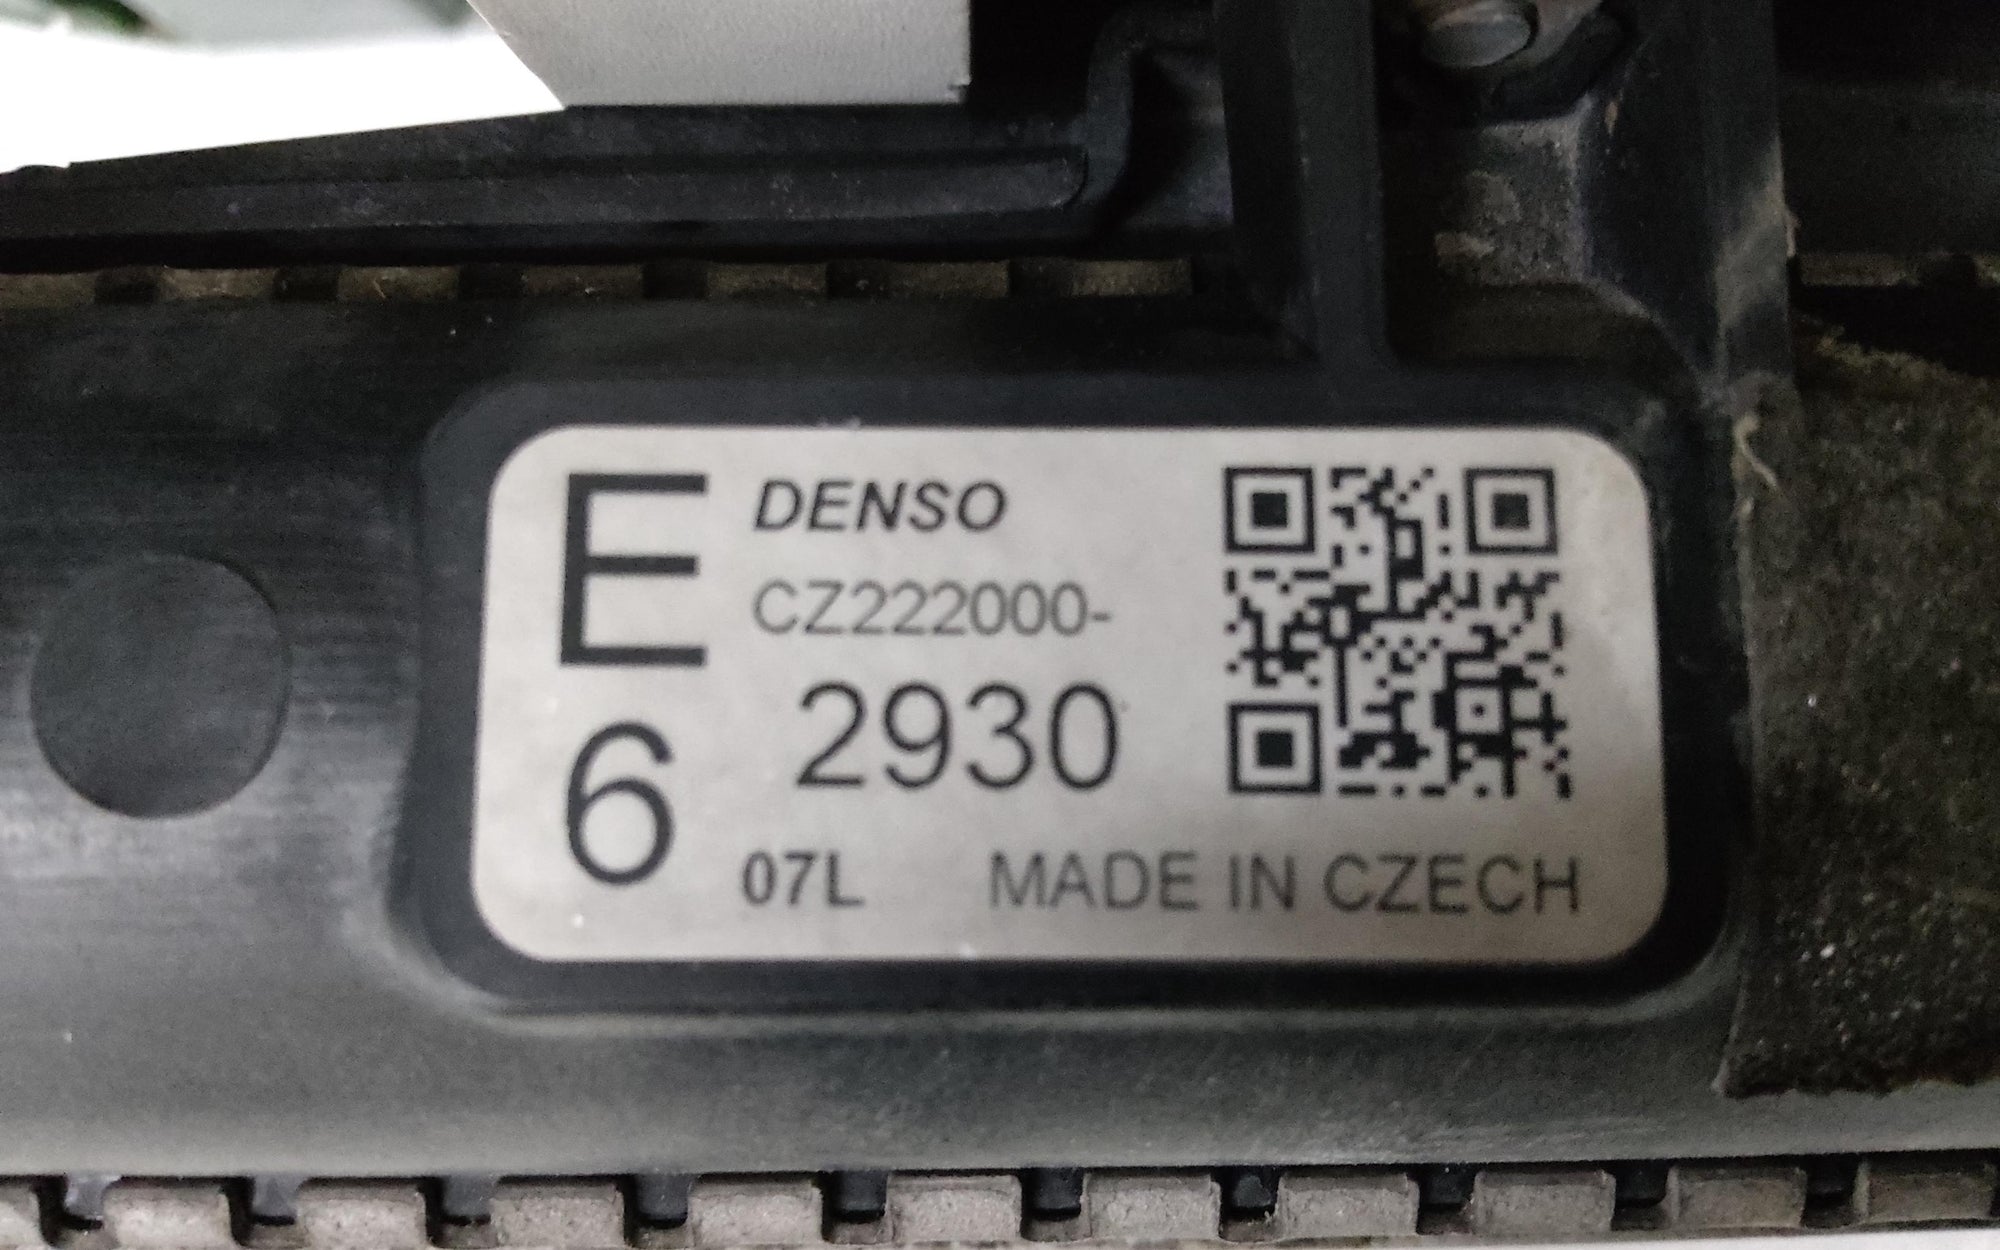 E
6
DENSO
CZ222000-
2930
07L MADE IN CZECH